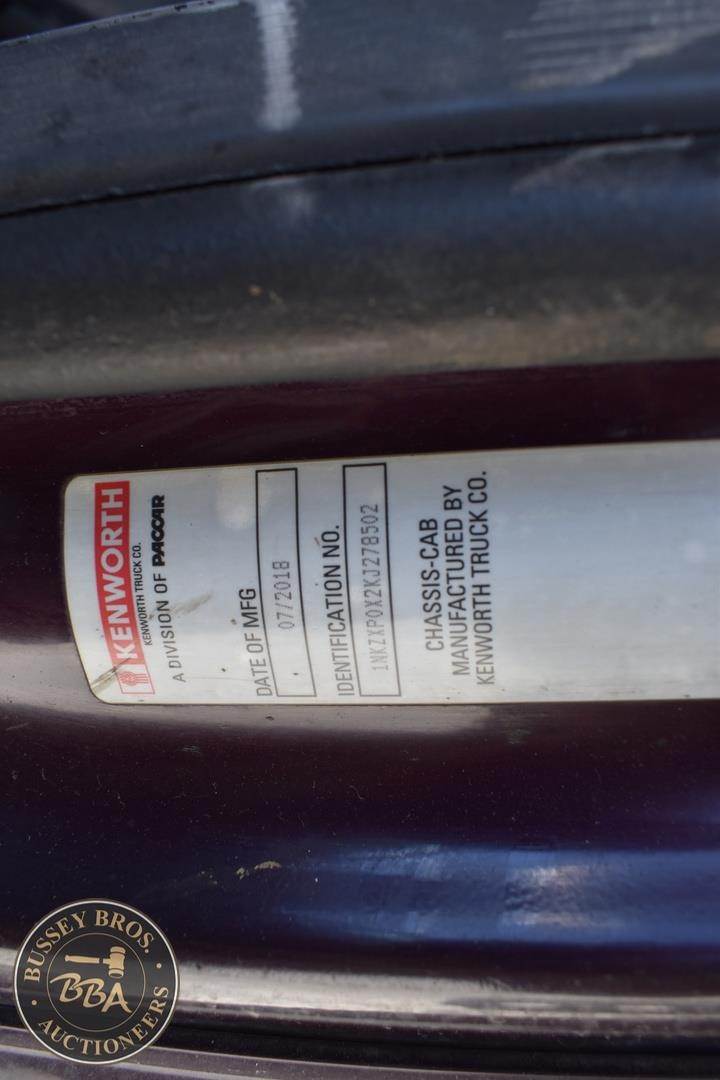 KENWORTH
KENWORTH TRUCK CO.
A DIVISION OF PACCAR
DATE OF MFG
07/2018
IDENTIFICATION NO.
1NKZXP0X2KJ278502
CHASSIS-CAB
MANUFACTURED BY
KENWORTH TRUCK CO.
BUSSEY BROS.
BBA
AUCTIONEERS